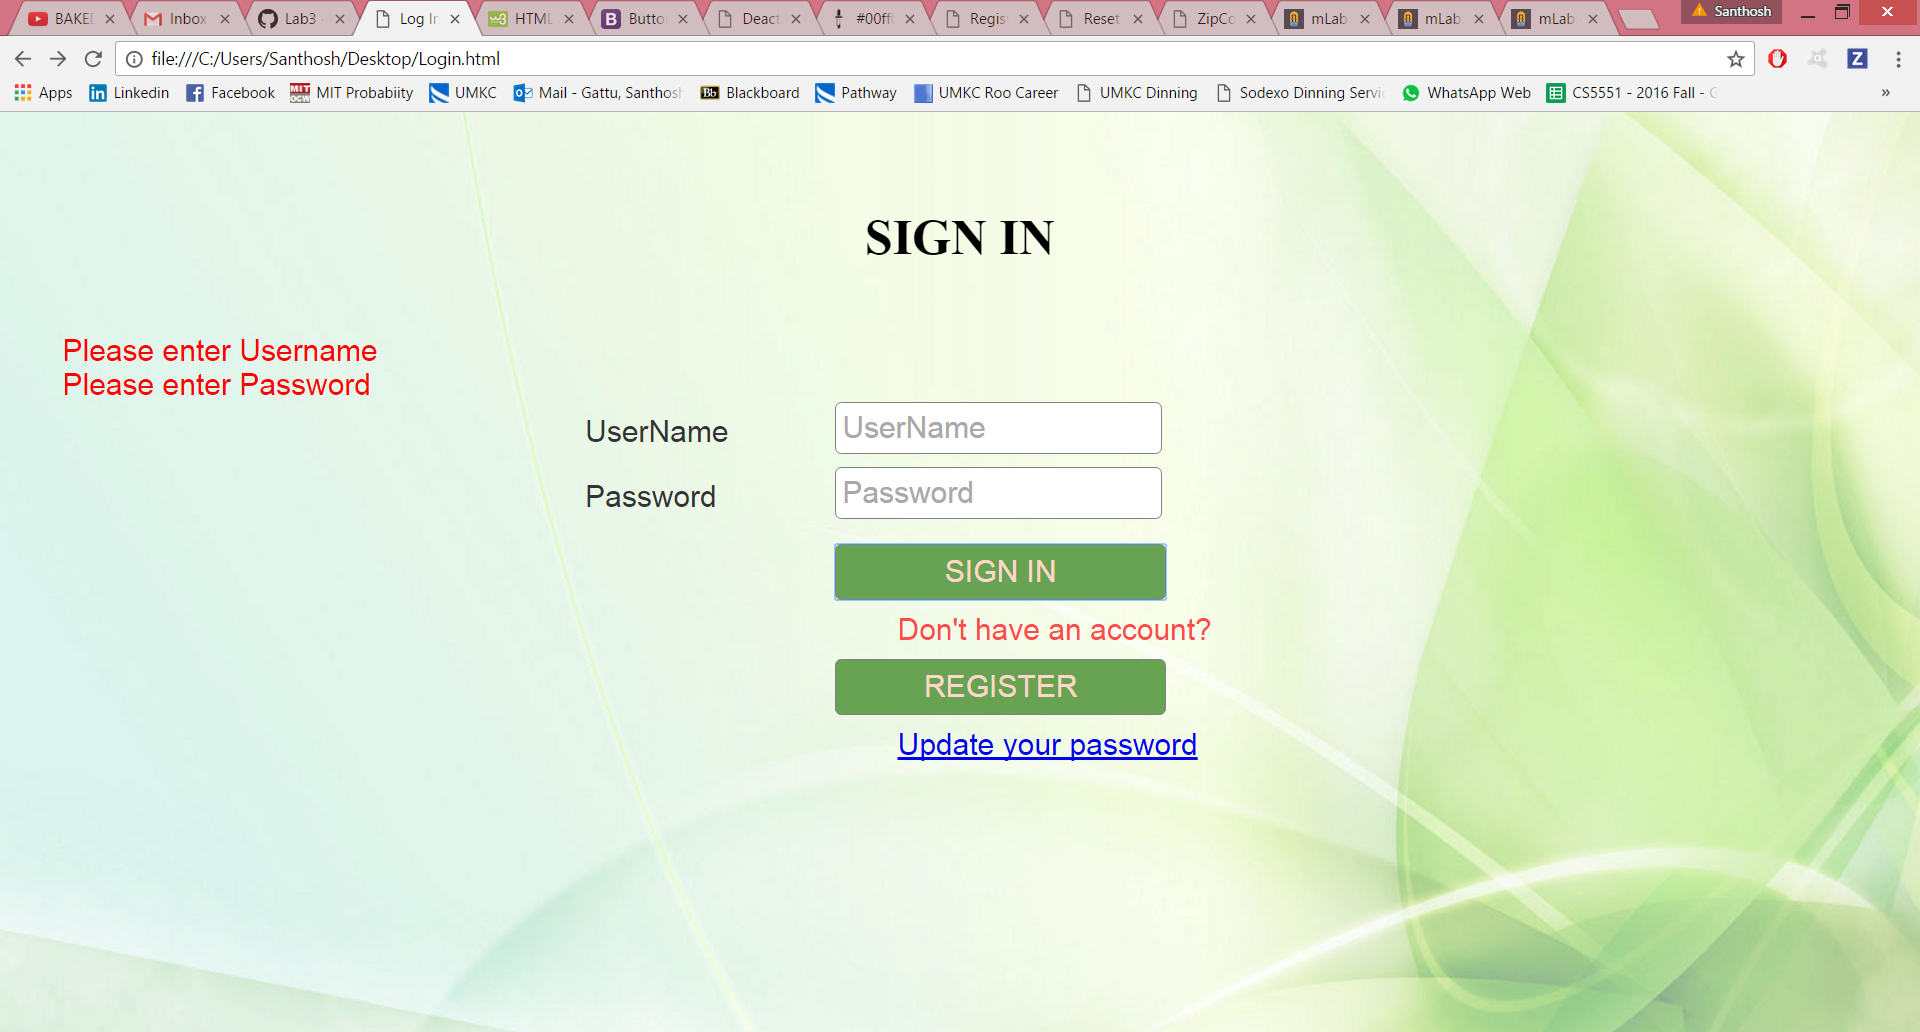 BAKE
Inbox
Lab3
Log In
HTML
Butto
Deact
#00ff
Regis
Reset
ZipCo
mLab
mLab
mLab
Santhosh
file:///C:/Users/Santhosh/Desktop/Login.html
Apps
Linkedin
Facebook
MIT Probabiity
UMKC
Mail - Gattu, Santhosh
Blackboard
Pathway
UMKC Roo Career
UMKC Dinning
Sodexo Dinning Servi
WhatsApp Web
CS5551 - 2016 Fall - G
SIGN IN
Please enter Username
Please enter Password
UserName
UserName
Password
Password
SIGN IN
Don't have an account?
REGISTER
Update your password